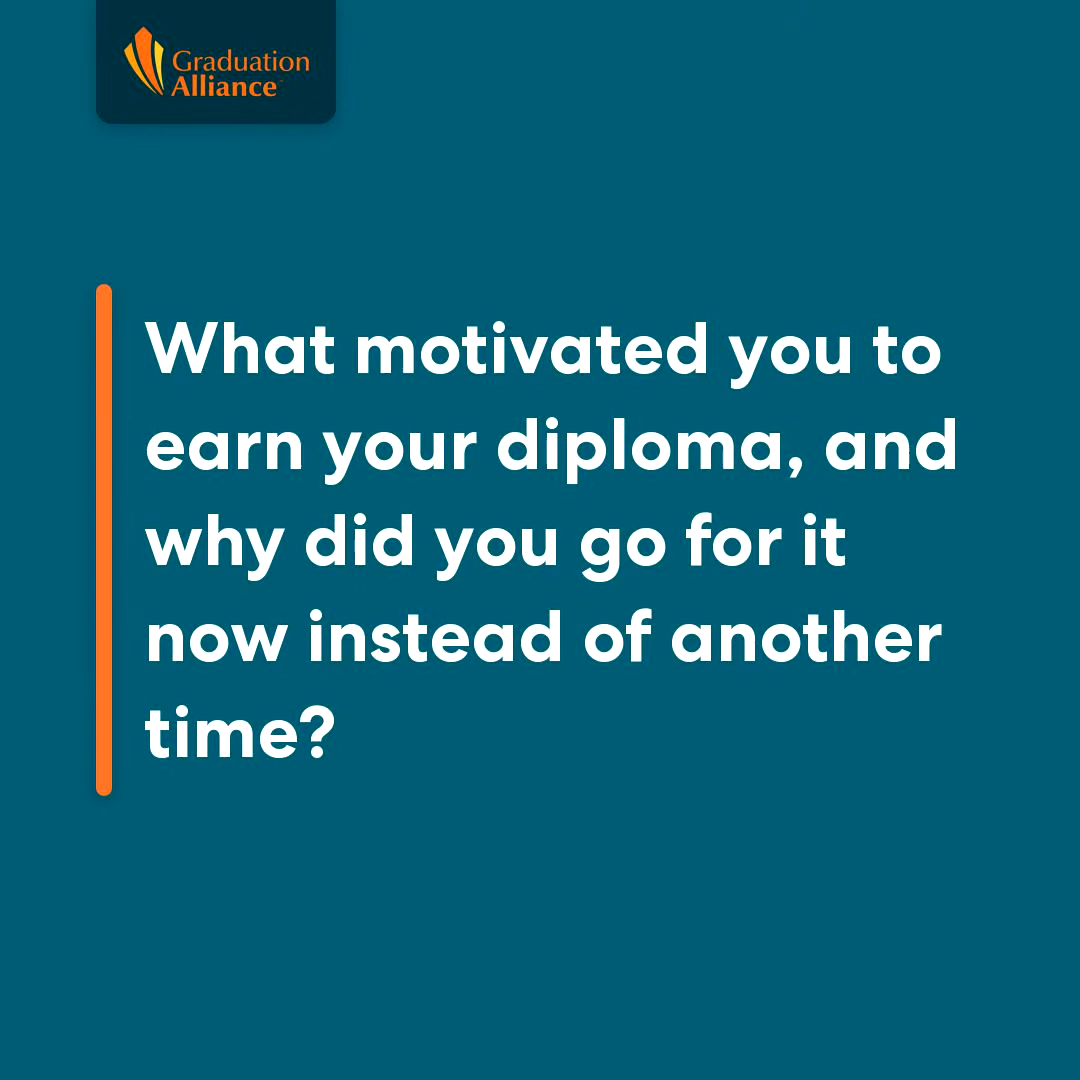 Graduation
Alliance
What motivated you to
earn your diploma, and
why did you go for it
now instead of another
time?